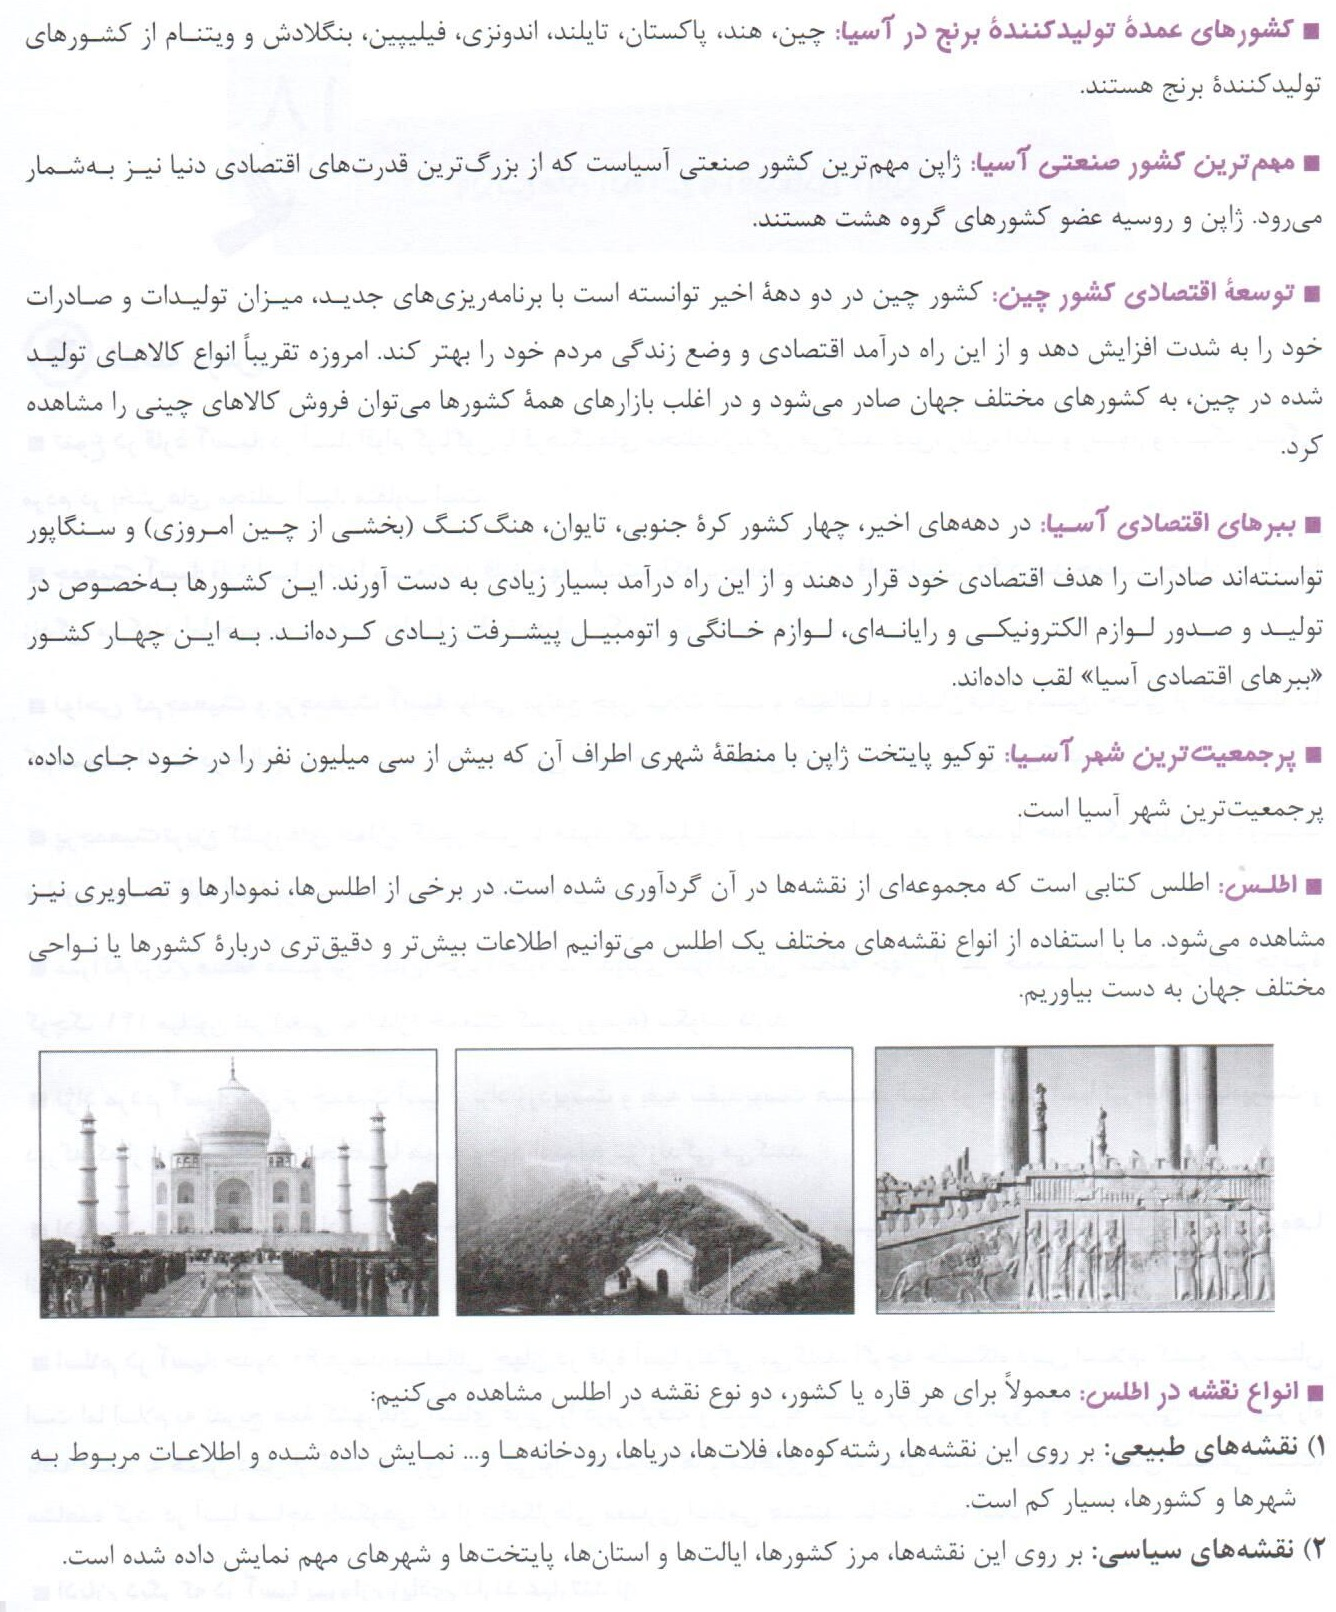 ■ کشورهای عمدهٔ تولیدکنندهٔ برنج در آسیا: چین، هند، پاکستان، تایلند، اندونزی، فیلیپین، بنگلادش و ویتنام از کشورهای
تولیدکنندهٔ برنج هستند.
■ مهم‌ترین کشور صنعتی آسیا: ژاپن مهم‌ترین کشور صنعتی آسیاست که از بزرگ‌ترین قدرت‌های اقتصادی دنیا نیز به‌شمار
می‌رود. ژاپن و روسیه عضو کشورهای گروه هشت هستند.
■ توسعهٔ اقتصادی کشور چین: کشور چین در دو دههٔ اخیر توانسته است با برنامه‌ریزی‌های جدید، میزان تولیدات و صادرات
خود را به شدت افزایش دهد و از این راه درآمد اقتصادی و وضع زندگی مردم خود را بهتر کند. امروزه تقریباً انواع کالاهای تولید
شده در چین، به کشورهای مختلف جهان صادر می‌شود و در اغلب بازارهای همهٔ کشورها می‌توان فروش کالاهای چینی را مشاهده
کرد.
■ ببرهای اقتصادی آسیا: در دهه‌های اخیر، چهار کشور کرهٔ جنوبی، تایوان، هنگ‌کنگ (بخشی از چین امروزی) و سنگاپور
توانسته‌اند صادرات را هدف اقتصادی خود قرار دهند و از این راه درآمد بسیار زیادی به دست آورند. این کشورها به‌خصوص در
تولید و صدور لوازم الکترونیکی و رایانه‌ای، لوازم خانگی و اتومبیل پیشرفت زیادی کرده‌اند. به این چهار کشور
«ببرهای اقتصادی آسیا» لقب داده‌اند.
■ پرجمعیت‌ترین شهر آسیا: توکیو پایتخت ژاپن با منطقهٔ شهری اطراف آن که بیش از سی میلیون نفر را در خود جای داده،
پرجمعیت‌ترین شهر آسیا است.
■ اطلس: اطلس کتابی است که مجموعه‌ای از نقشه‌ها در آن گردآوری شده است. در برخی از اطلس‌ها، نمودارها و تصاویری نیز
مشاهده می‌شود. ما با استفاده از انواع نقشه‌های مختلف یک اطلس می‌توانیم اطلاعات بیش‌تر و دقیق‌تری دربارهٔ کشورها یا نواحی
مختلف جهان به دست بیاوریم.
■ انواع نقشه در اطلس: معمولاً برای هر قاره یا کشور، دو نوع نقشه در اطلس مشاهده می‌کنیم:
۱) نقشه‌های طبیعی: بر روی این نقشه‌ها، رشته‌کوه‌ها، فلات‌ها، دریاها، رودخانه‌ها و... نمایش داده شده و اطلاعات مربوط به
شهرها و کشورها، بسیار کم است.
۲) نقشه‌های سیاسی: بر روی این نقشه‌ها، مرز کشورها، ایالت‌ها و استان‌ها، پایتخت‌ها و شهرهای مهم نمایش داده شده است.